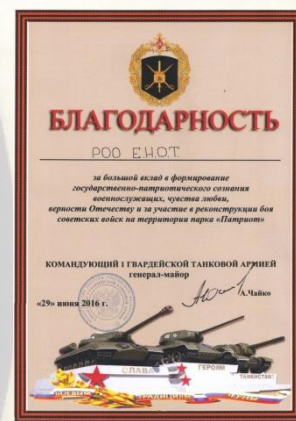 БЛАГОДАРНОСТЬ
РОО Е.Н.О.Т.
за большой вклад в формирование
государственно-патриотического сознания
военнослужащих, чувства любви,
верности Отечеству и за участие в реконструкции боя
советских войск на территории парка «Патриот»
КОМАНДУЮЩИЙ 1 ГВАРДЕЙСКОЙ ТАНКОВОЙ АРМИЕЙ
генерал-майор
А.Чайко
«29» июня 2016 г.
СЛАВА
ГЕРОЯМ
ТАНКИСТАМ!